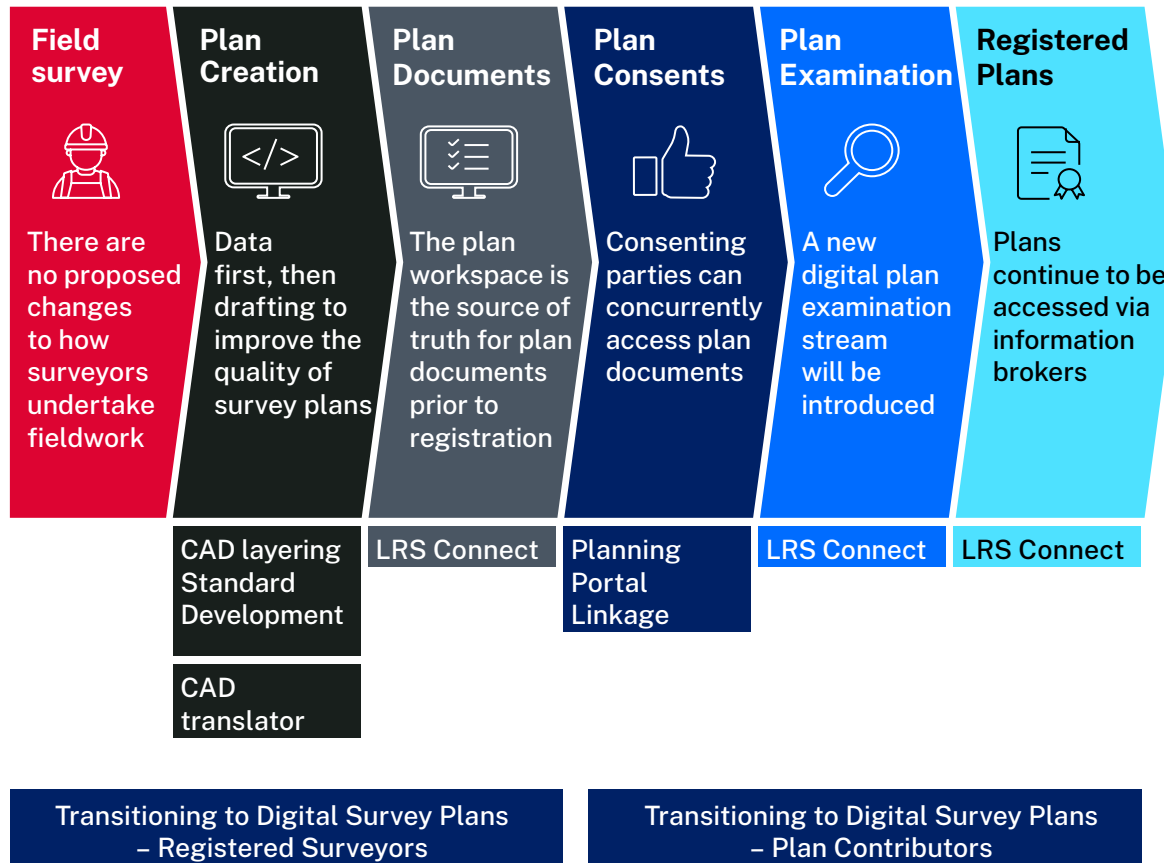 Field
survey
There are
no proposed
changes
to how
surveyors
undertake
fieldwork
Plan
Creation
</>
Data
first, then
drafting to
improve the
quality of
survey plans
Plan
Documents
The plan
workspace is
the source of
truth for plan
documents
prior to
registration
Plan
Consents
Consenting
parties can
concurrently
access plan
documents
Plan
Examination
A new
digital plan
examination
stream
will be
introduced
Registered
Plans
Plans
continue to be
accessed via
information
brokers
CAD layering
Standard
Development
CAD
translator
LRS Connect
Planning
Portal
Linkage
LRS Connect
LRS Connect
Transitioning to Digital Survey Plans
– Registered Surveyors
Transitioning to Digital Survey Plans
– Plan Contributors